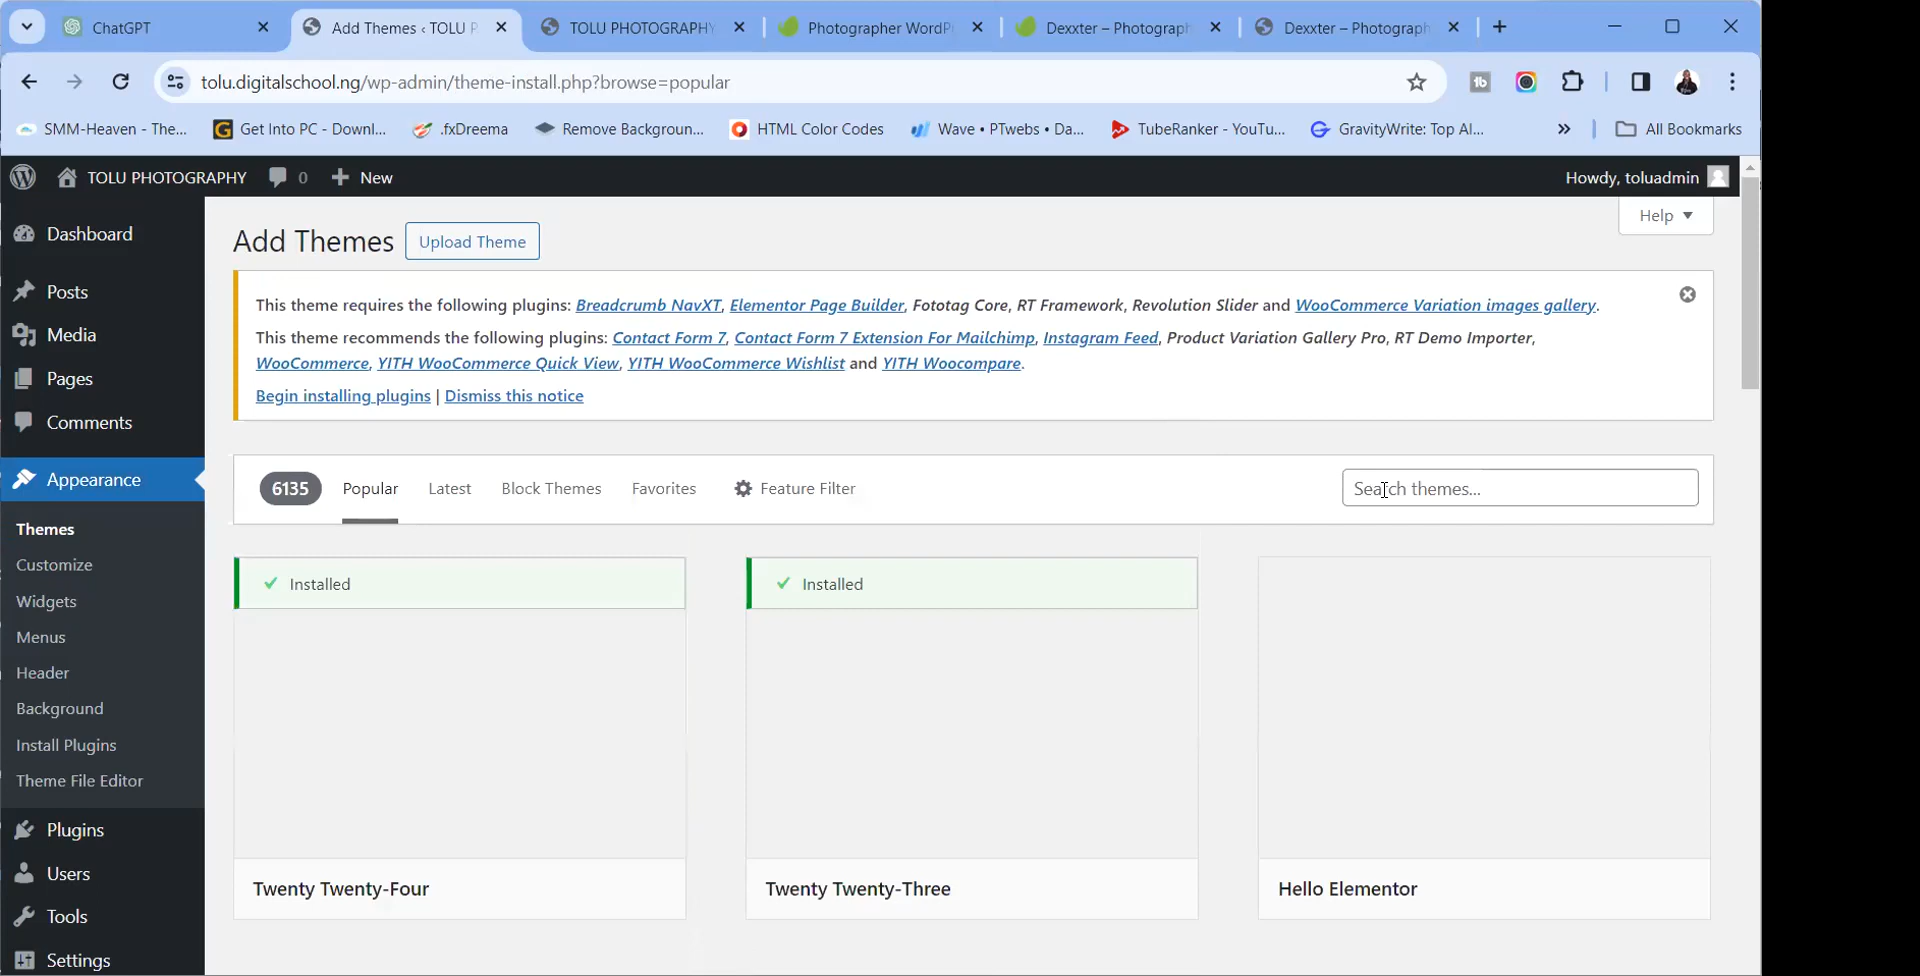 ChatGPT
Add Themes ‹ TOLU P
TOLU PHOTOGRAPHY
Photographer WordPr
Dexxter – Photograph
Dexxter – Photograph
tolu.digitalschool.ng/wp-admin/theme-install.php?browse=popular
SMM-Heaven - The...
Get Into PC - Downl...
.fxDreema
Remove Backgroun...
HTML Color Codes
Wave • PTwebs • Da...
TubeRanker - YouTu...
GravityWrite: Top AI...
»
All Bookmarks
TOLU PHOTOGRAPHY
0
New
Howdy, toluadmin
Dashboard
Posts
Media
Pages
Comments
Appearance
Themes
Customize
Widgets
Menus
Header
Background
Install Plugins
Theme File Editor
Plugins
Users
Tools
Settings
Help
Add Themes
Upload Theme
This theme requires the following plugins: Breadcrumb NavXT, Elementor Page Builder, Fototag Core, RT Framework, Revolution Slider and WooCommerce Variation images gallery.
This theme recommends the following plugins: Contact Form 7, Contact Form 7 Extension For Mailchimp, Instagram Feed, Product Variation Gallery Pro, RT Demo Importer,
WooCommerce, YITH WooCommerce Quick View, YITH WooCommerce Wishlist and YITH Woocompare.
Begin installing plugins | Dismiss this notice
6135
Popular
Latest
Block Themes
Favorites
Feature Filter
Search themes...
Installed
Installed
Twenty Twenty-Four
Twenty Twenty-Three
Hello Elementor